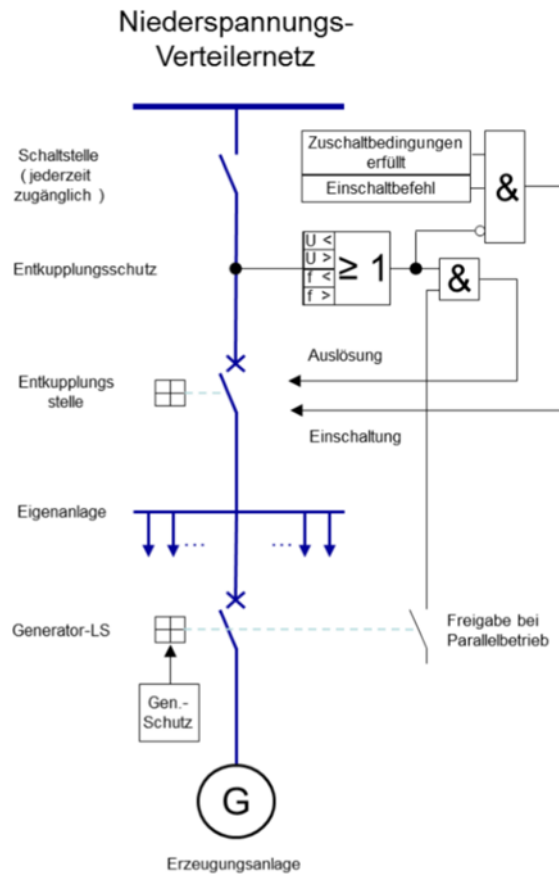 Niederspannungs-
Verteilernetz
Schaltstelle
( jederzeit
zugänglich )
Zuschaltbedingungen
erfüllt
Einschaltbefehl
&
Entkupplungsschutz
U <
U >
f <
f >
≥ 1
&
Auslösung
Entkupplungs
stelle
Einschaltung
Eigenanlage
... ...
Generator-LS
Freigabe bei
Parallelbetrieb
Gen.-
Schutz
G
Erzeugungsanlage